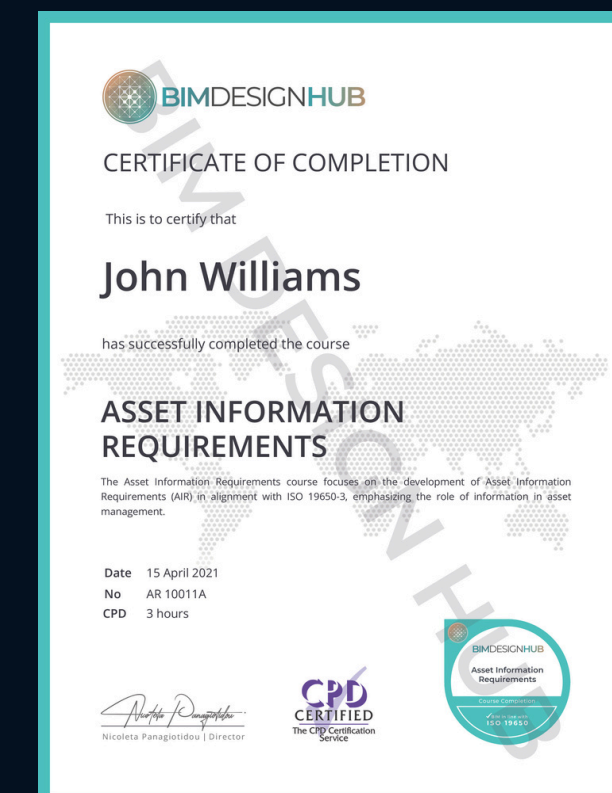 BIMDESIGNHUB
CERTIFICATE OF COMPLETION
This is to certify that
John Williams
has successfully completed the course
ASSET INFORMATION
REQUIREMENTS
The Asset Information Requirements course focuses on the development of Asset Information
Requirements (AIR) in alignment with ISO 19650-3, emphasizing the role of information in asset
management.
Date 15 April 2021
No AR 10011A
CPD 3 hours
Nicoleta Panagiotidou
Nicoleta Panagiotidou | Director
CPD
CERTIFIED
The CPD Certification
Service
BIMDESIGNHUB
Asset Information
Requirements
Course Completion
ISO 19650
BIM DESIGN HUB